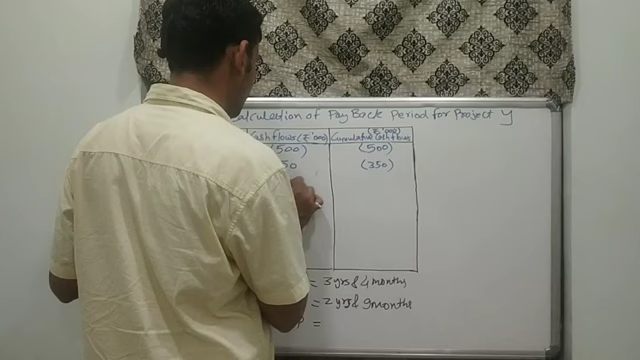 Calculation of Pay Back Period for Project Y
Cash flows (₹'000) Cumulative Cash flows (₹'000)
(500) (500)
50 (350)
= 3 yrs & 4 months
= 2 yrs & 9 months
=